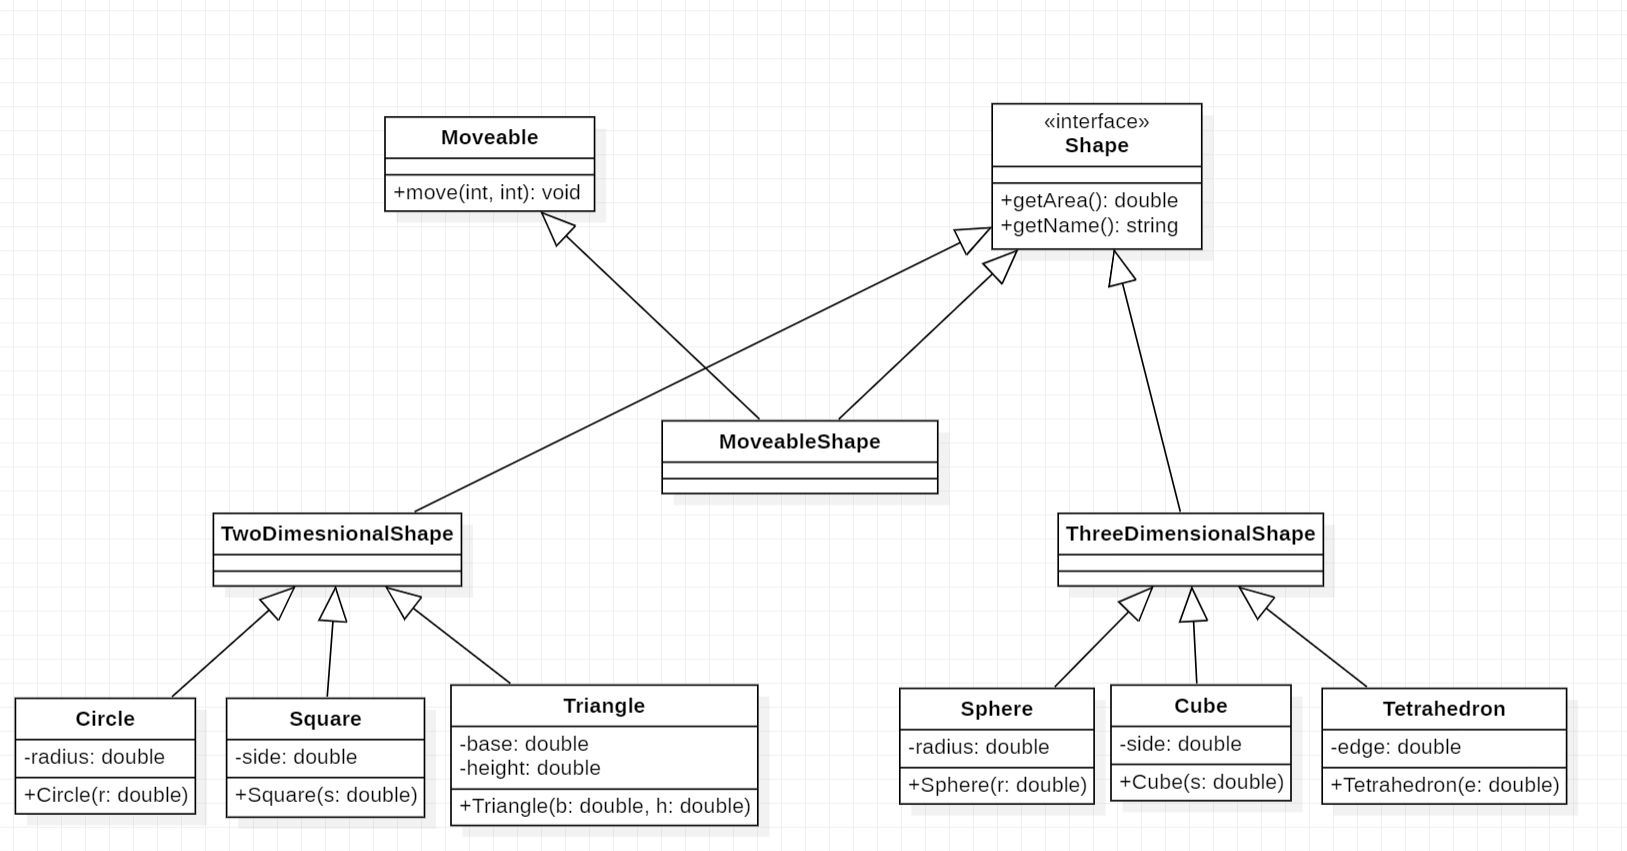 Moveable
+move(int, int): void
«interface»
Shape
+getArea(): double
+getName(): string
MoveableShape
TwoDimesnionalShape
ThreeDimensionalShape
Circle
-radius: double
+Circle(r: double)
Square
-side: double
+Square(s: double)
Triangle
-base: double
-height: double
+Triangle(b: double, h: double)
Sphere
-radius: double
+Sphere(r: double)
Cube
-side: double
+Cube(s: double)
Tetrahedron
-edge: double
+Tetrahedron(e: double)